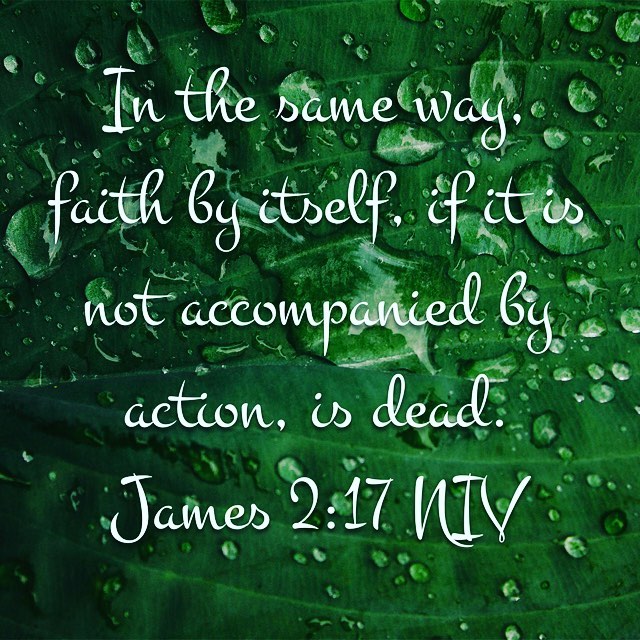 In the same way,
faith by itself, if it is
not accompanied by
action, is dead.
James 2:17 NIV